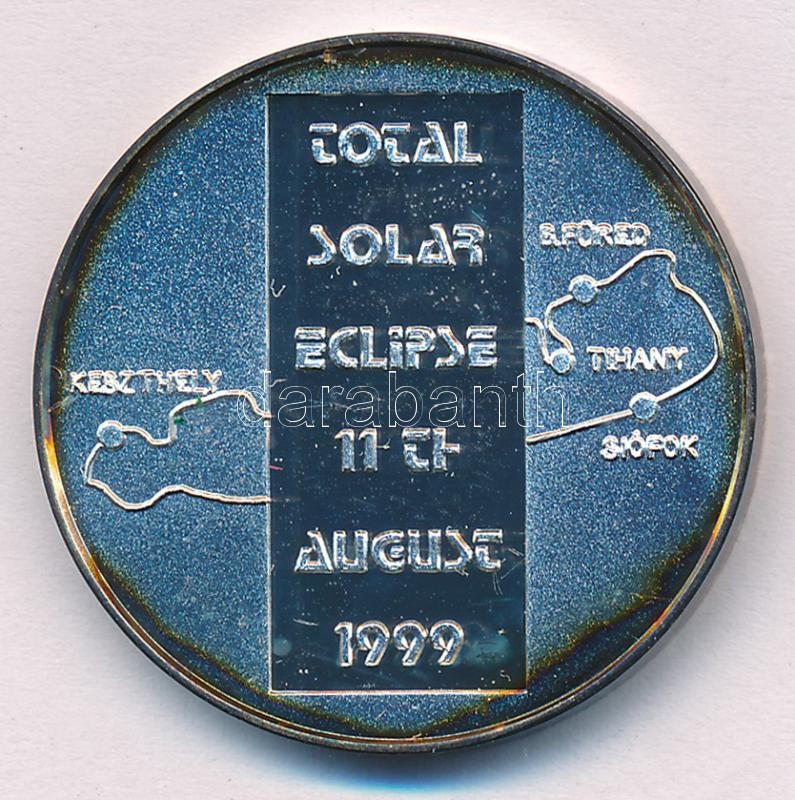 TOTAL
SOLAR
B.FÜRED
ECLIPSE
TIHANY
KESZTHELY
darabanth
11 th
SIÓFOK
AUGUST
1999